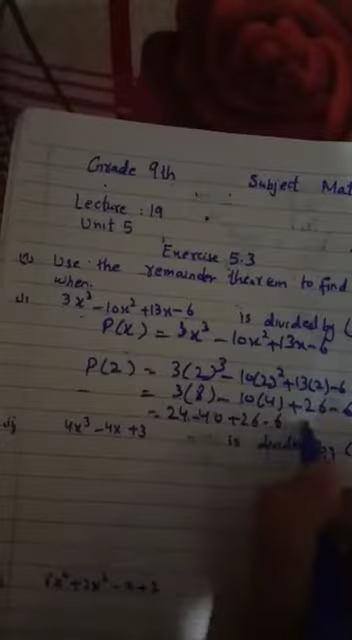 Grade 9th Subject Mat
Lecture : 19
Unit 5
Exercise 5.3
Use the remainder theorem to find
when.
3x³-10x²+13x-6 is divided by (
P(x) = 3x³-10x²+13x-6
P(2) = 3(2)³-10(2)²+13(2)-6
= 3(8)-10(4)+26-6
= 24-40+26-6
4x³-4x+3 is